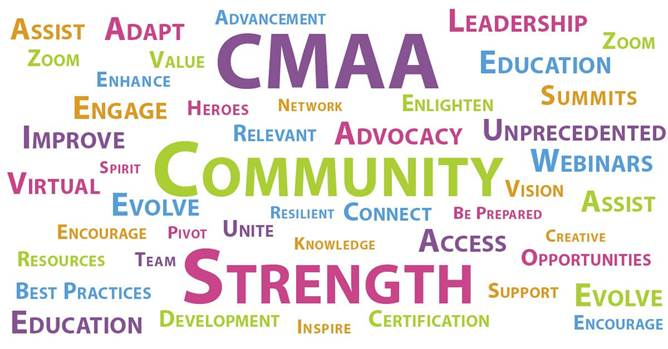 Assist Adapt Advancement CMAA Leadership Zoom
Zoom Value Education
Enhance Summits
Engage Heroes Network Enlighten
Improve Relevant Advocacy Unprecedented
Spirit Community Webinars
Virtual Vision Assist
Evolve Resilient Connect Be Prepared
Encourage Pivot Unite Knowledge Access Creative
Resources Team Strength Opportunities
Best Practices Support Evolve
Education Development Inspire Certification Encourage